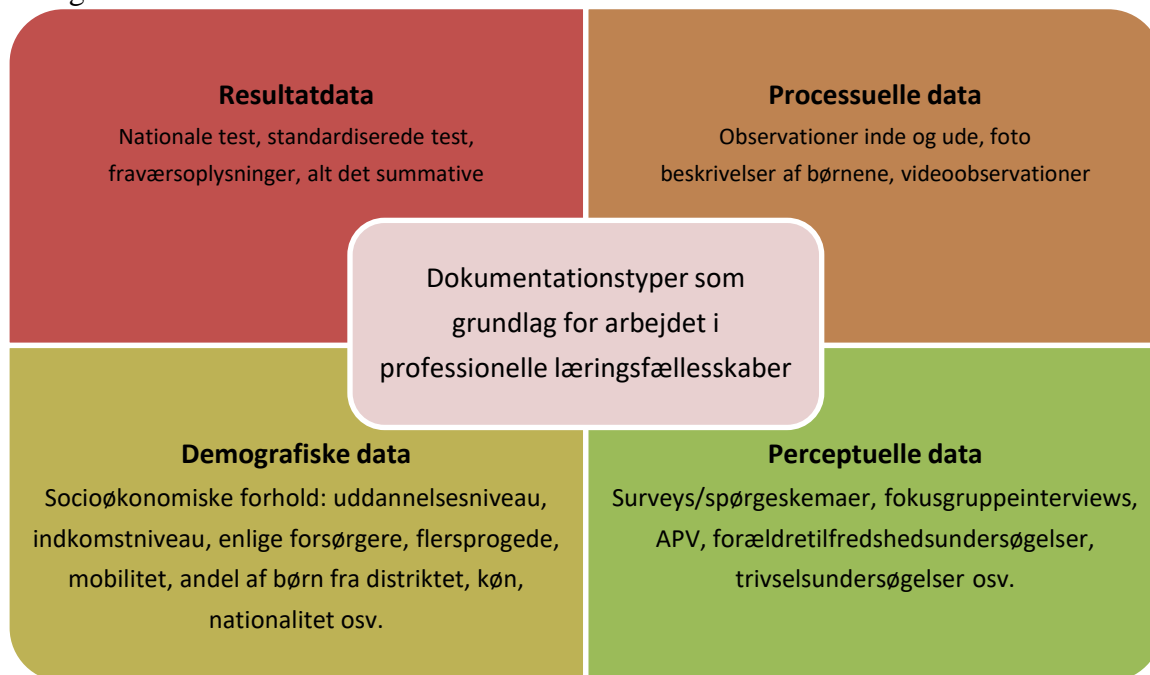 Resultatdata
Nationale test, standardiserede test,
fraværsoplysninger, alt det summative
Processuelle data
Observationer inde og ude, foto
beskrivelser af børnene, videoobservationer
Dokumentationstyper som
grundlag for arbejdet i
professionelle læringsfællesskaber
Demografiske data
Socioøkonomiske forhold: uddannelsesniveau,
indkomstniveau, enlige forsørgere, flersprogede,
mobilitet, andel af børn fra distriktet, køn,
nationalitet osv.
Perceptuelle data
Surveys/spørgeskemaer, fokusgruppeinterviews,
APV, forældretilfredshedsundersøgelser,
trivselsundersøgelser osv.